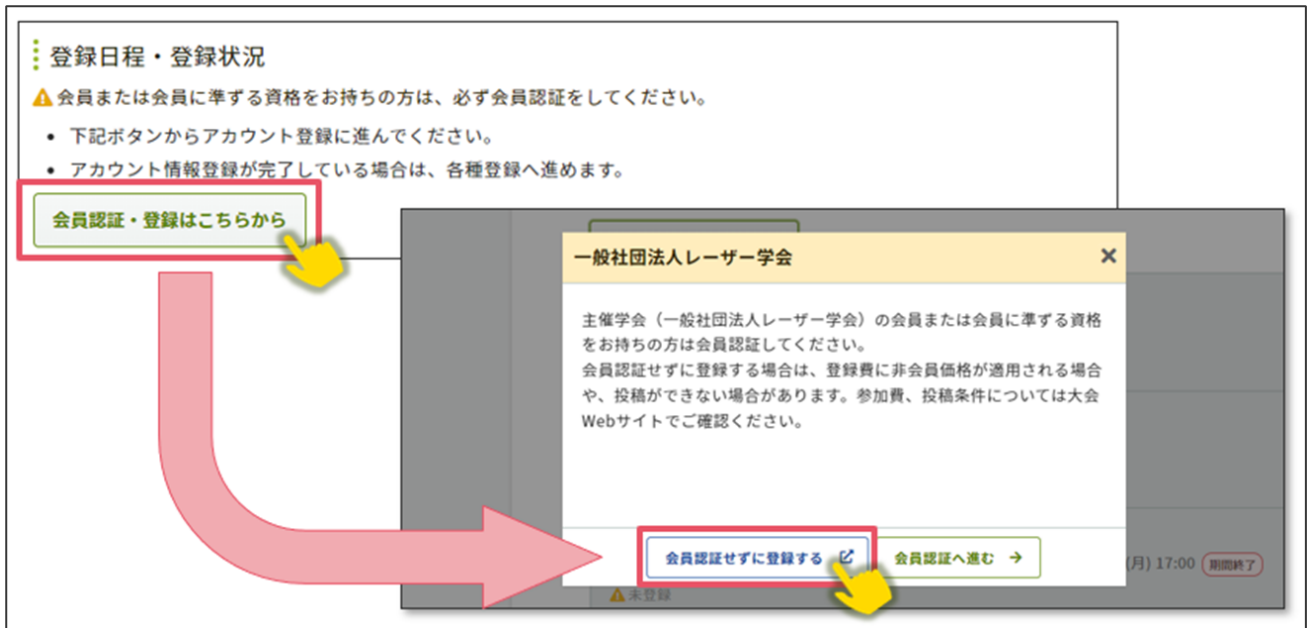 登録日程・登録状況
会員または会員に準ずる資格をお持ちの方は、必ず会員認証をしてください。
• 下記ボタンからアカウント登録に進んでください。
• アカウント情報登録が完了している場合は、各種登録へ進めます。
会員認証・登録はこちらから
一般社団法人レーザー学会
主催学会（一般社団法人レーザー学会）の会員または会員に準ずる資格
をお持ちの方は会員認証してください。
会員認証せずに登録する場合は、登録費に非会員価格が適用される場合
や、投稿ができない場合があります。参加費、投稿条件については大会
Webサイトでご確認ください。
会員認証せずに登録する
会員認証へ進む →
(月) 17:00 期間終了
未登録